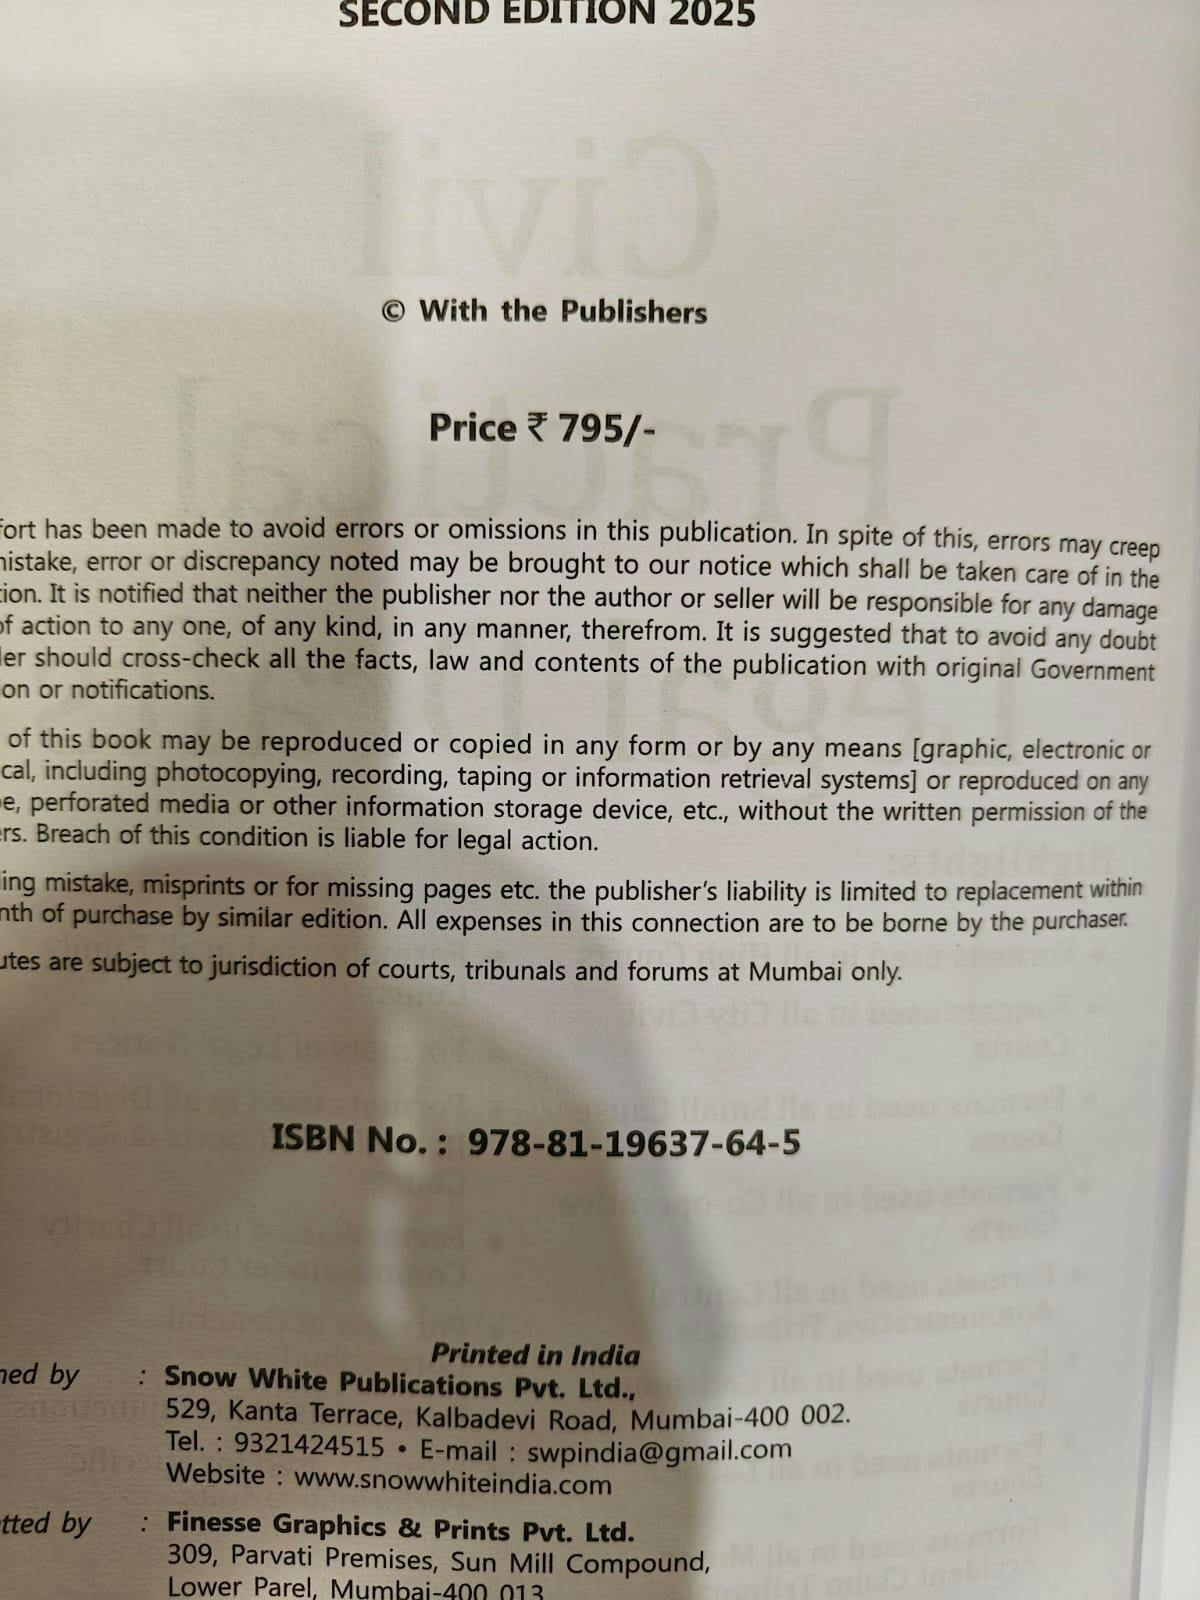 SECOND EDITION 2025
© With the Publishers
Price ₹ 795/-
fort has been made to avoid errors or omissions in this publication. In spite of this, errors may creep
mistake, error or discrepancy noted may be brought to our notice which shall be taken care of in the
tion. It is notified that neither the publisher nor the author or seller will be responsible for any damage
of action to any one, of any kind, in any manner, therefrom. It is suggested that to avoid any doubt
der should cross-check all the facts, law and contents of the publication with original Government
ion or notifications.
of this book may be reproduced or copied in any form or by any means [graphic, electronic or
cal, including photocopying, recording, taping or information retrieval systems] or reproduced on any
pe, perforated media or other information storage device, etc., without the written permission of the
ers. Breach of this condition is liable for legal action.
ing mistake, misprints or for missing pages etc. the publisher's liability is limited to replacement within
nth of purchase by similar edition. All expenses in this connection are to be borne by the purchaser.
utes are subject to jurisdiction of courts, tribunals and forums at Mumbai only.
ISBN No. : 978-81-19637-64-5
Printed in India
hed by : Snow White Publications Pvt. Ltd.,
529, Kanta Terrace, Kalbadevi Road, Mumbai-400 002.
Tel. : 9321424515 • E-mail : swpindia@gmail.com
Website : www.snowwhiteindia.com
tted by : Finesse Graphics & Prints Pvt. Ltd.
309, Parvati Premises, Sun Mill Compound,
Lower Parel, Mumbai-400 013